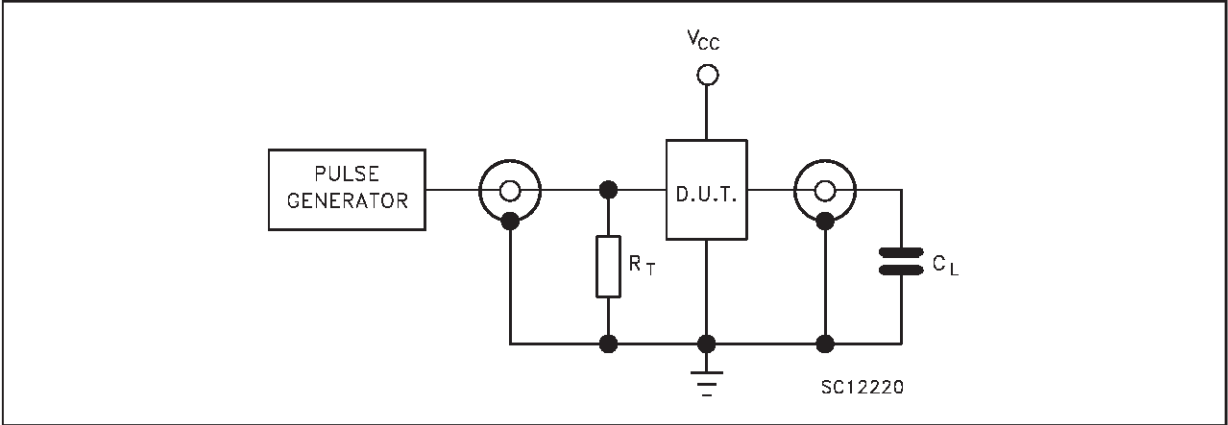 VCC
PULSE
GENERATOR
D.U.T.
RT
CL
SC12220